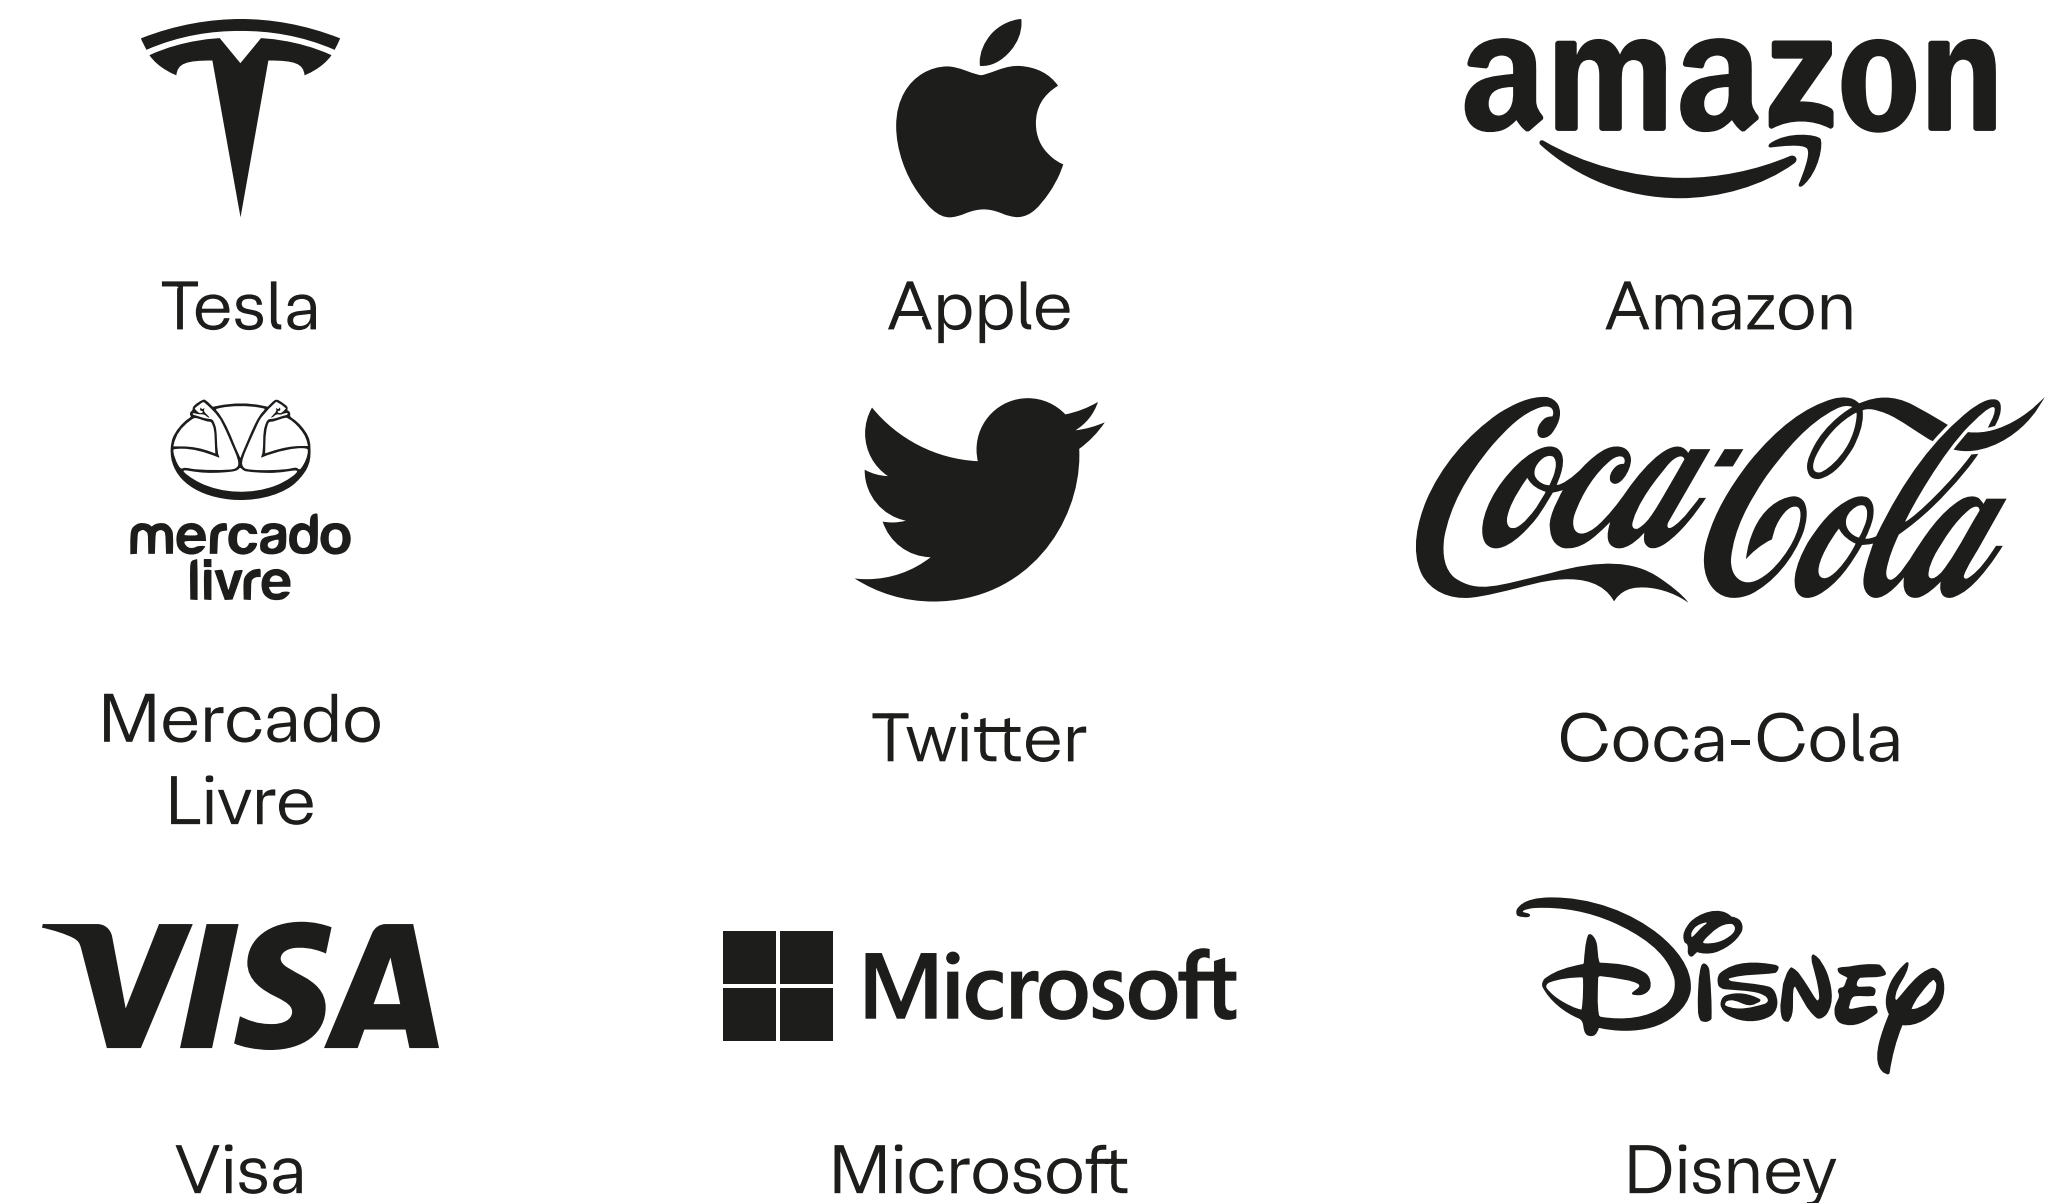 amazon
Tesla
Apple
Amazon
mercado
livre
Coca-Cola
Mercado
Livre
Twitter
Coca-Cola
VISA
Microsoft
Disney
Visa
Microsoft
Disney